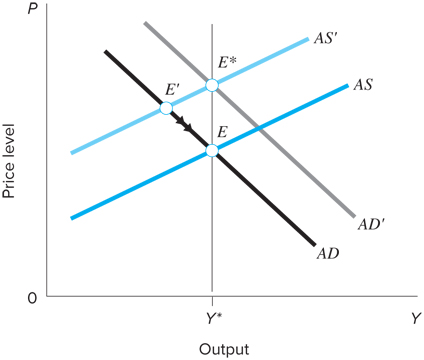 P
AS'
E*
AS
E'
E
Price level
AD'
AD
0
Y*
Y
Output